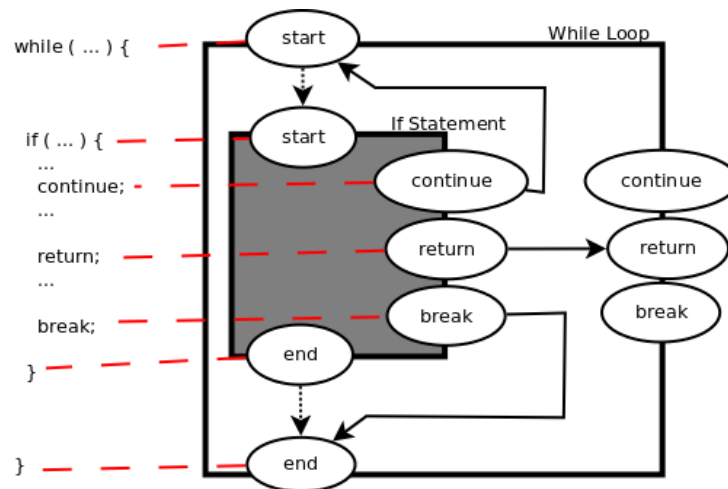 start
While Loop
while ( ... ) {
start
If Statement
if ( ... ) {
...
continue;
continue
continue
...
return;
return
return
...
break;
break
break
end
}
end
}